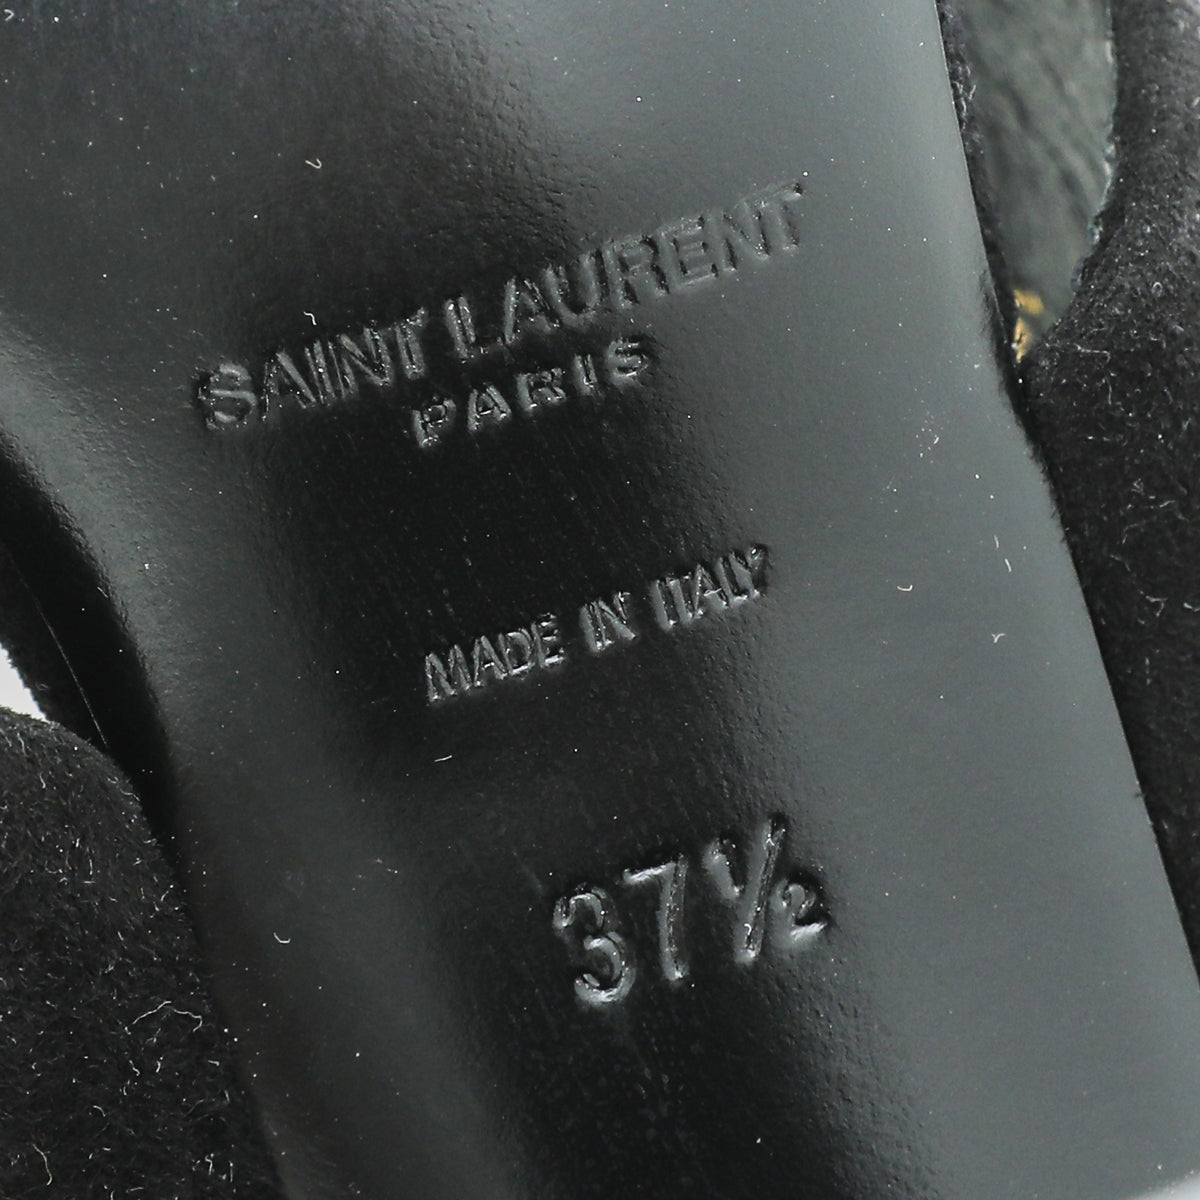 SAINT LAURENT
PARIS
MADE IN ITALY
37½